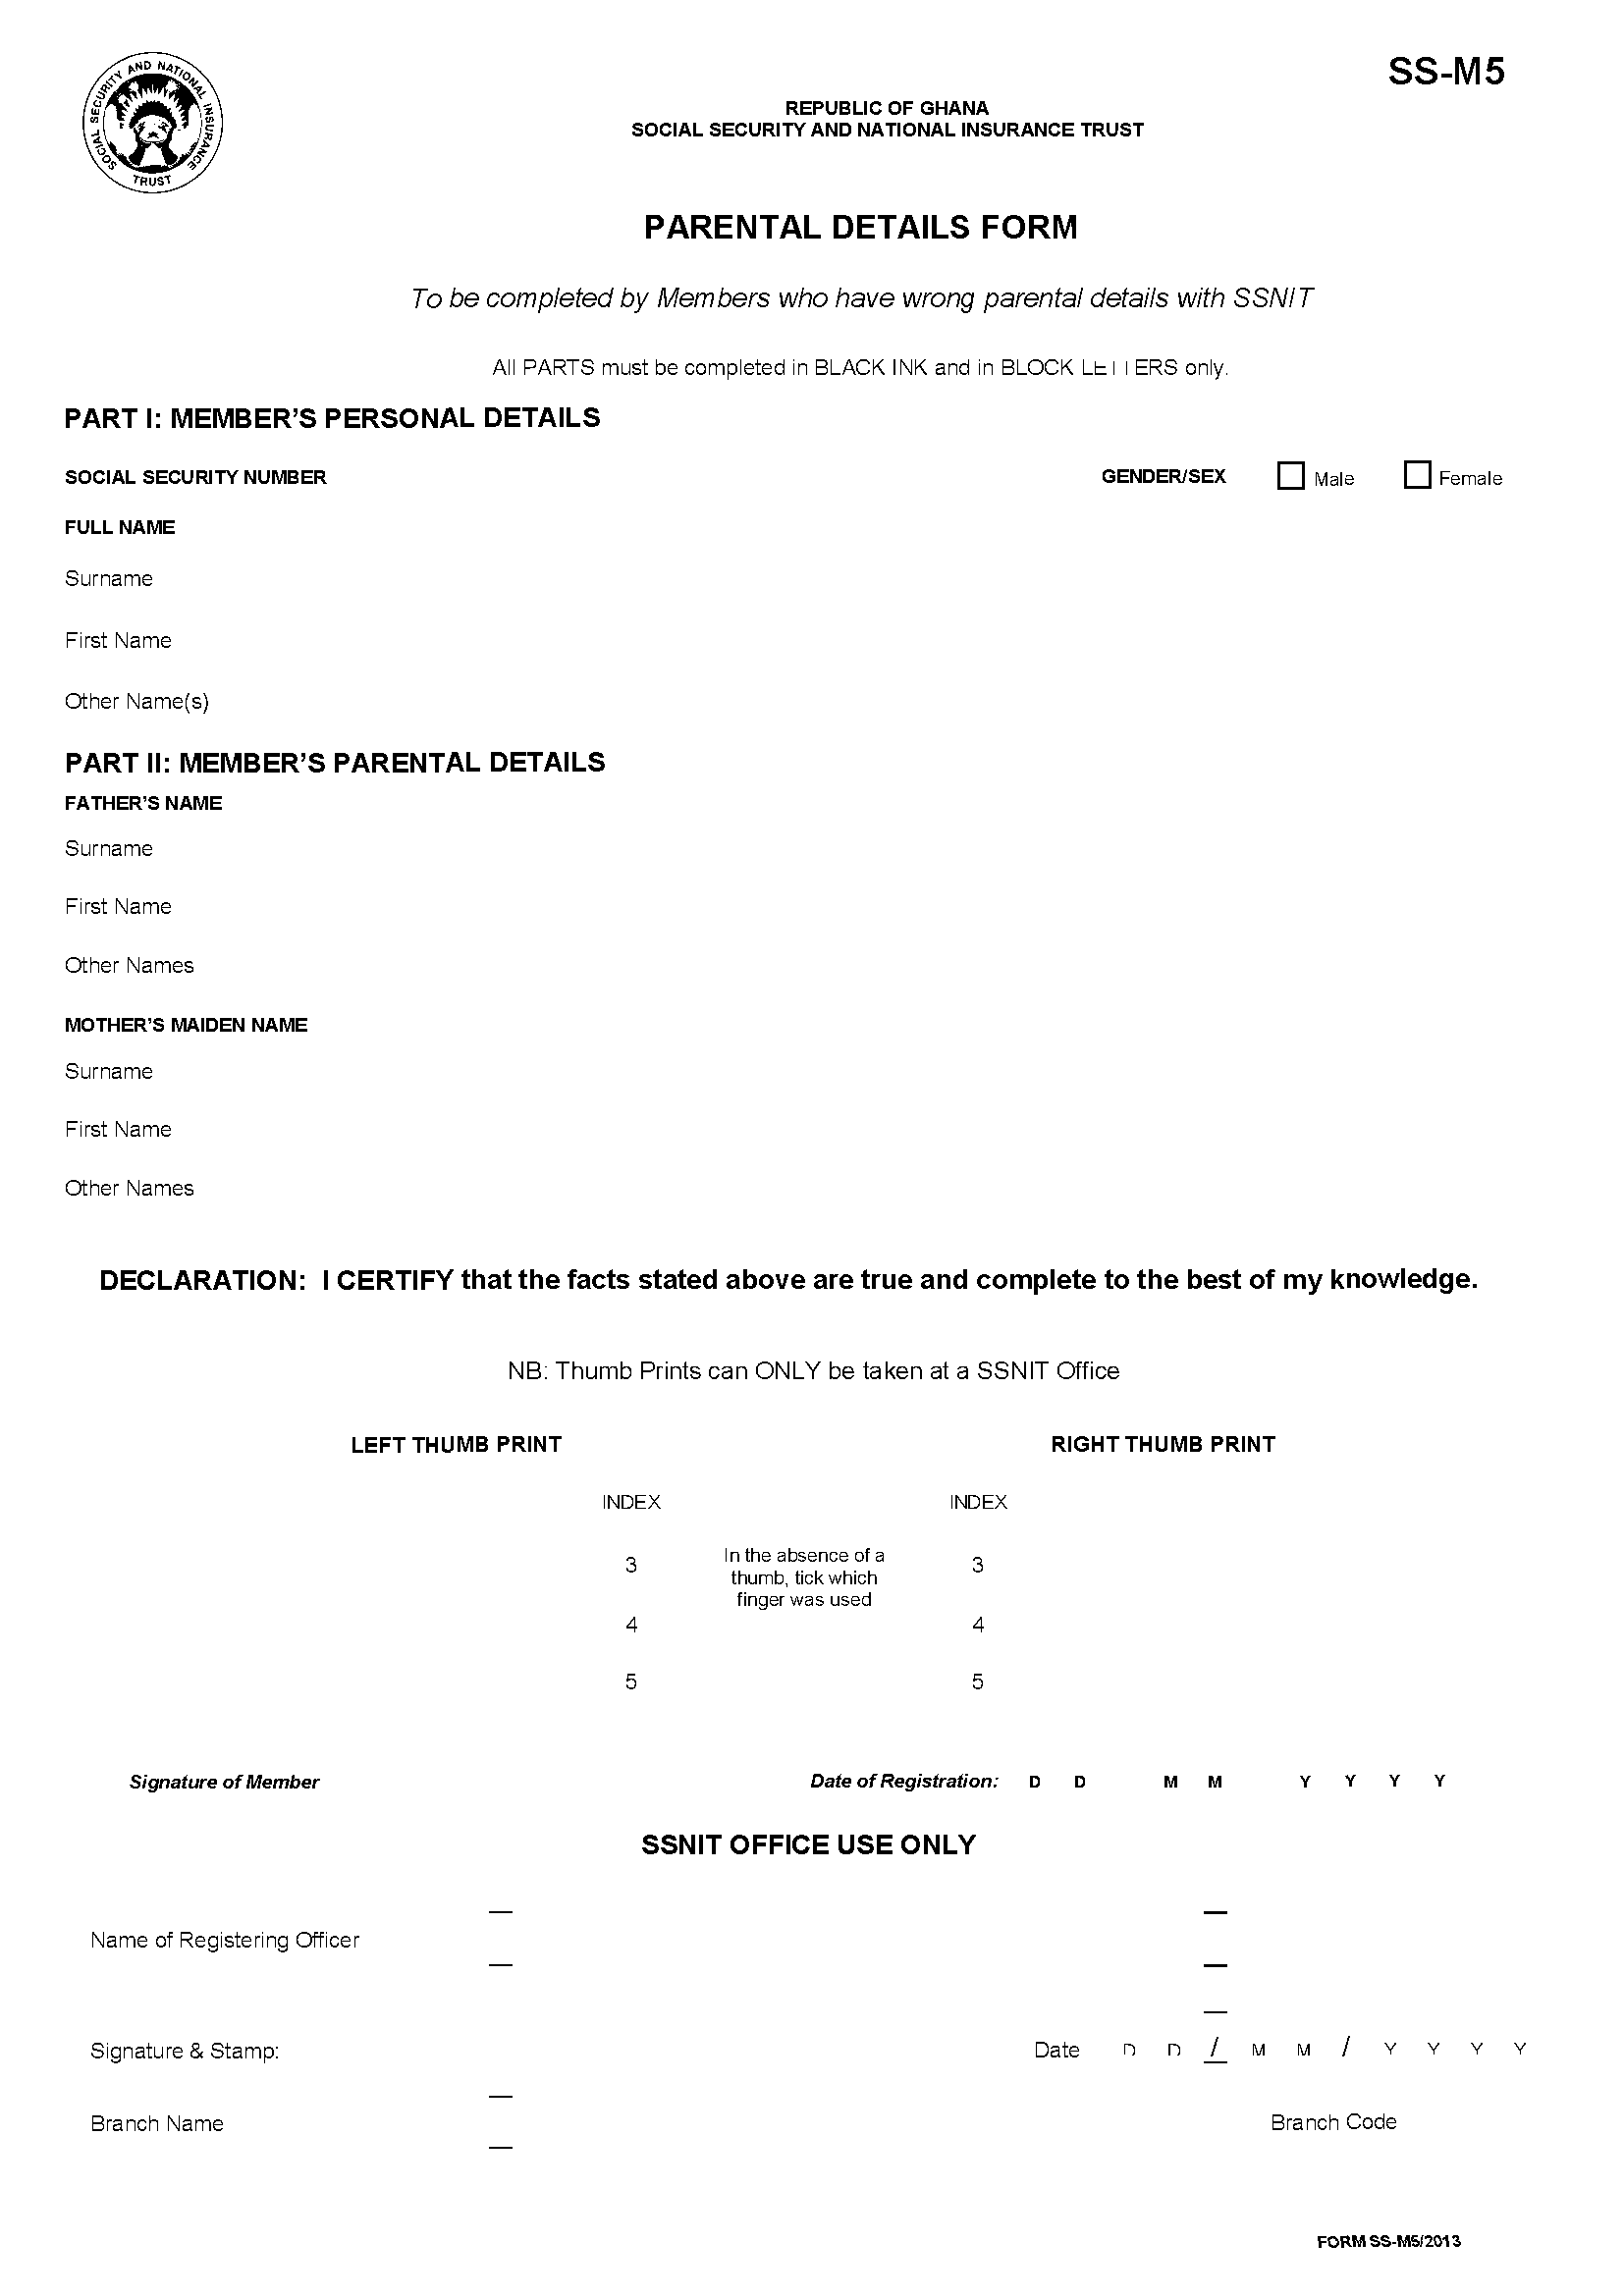 SOCIAL SECURITY AND NATIONAL INSURANCE TRUST
SS-M5
REPUBLIC OF GHANA
SOCIAL SECURITY AND NATIONAL INSURANCE TRUST
PARENTAL DETAILS FORM
To be completed by Members who have wrong parental details with SSNIT
All PARTS must be completed in BLACK INK and in BLOCK LETTERS only.
PART I: MEMBER’S PERSONAL DETAILS
SOCIAL SECURITY NUMBER GENDER/SEX Male Female
FULL NAME
Surname
First Name
Other Name(s)
PART II: MEMBER’S PARENTAL DETAILS
FATHER’S NAME
Surname
First Name
Other Names
MOTHER’S MAIDEN NAME
Surname
First Name
Other Names
DECLARATION: I CERTIFY that the facts stated above are true and complete to the best of my knowledge.
NB: Thumb Prints can ONLY be taken at a SSNIT Office
LEFT THUMB PRINT RIGHT THUMB PRINT
INDEX INDEX
3 In the absence of a 3
thumb, tick which
finger was used
4 4
5 5
Signature of Member Date of Registration: D D M M Y Y Y Y
SSNIT OFFICE USE ONLY
Name of Registering Officer
Signature & Stamp: Date D D / M M / Y Y Y Y
Branch Name Branch Code
FORM SS-M5/2013